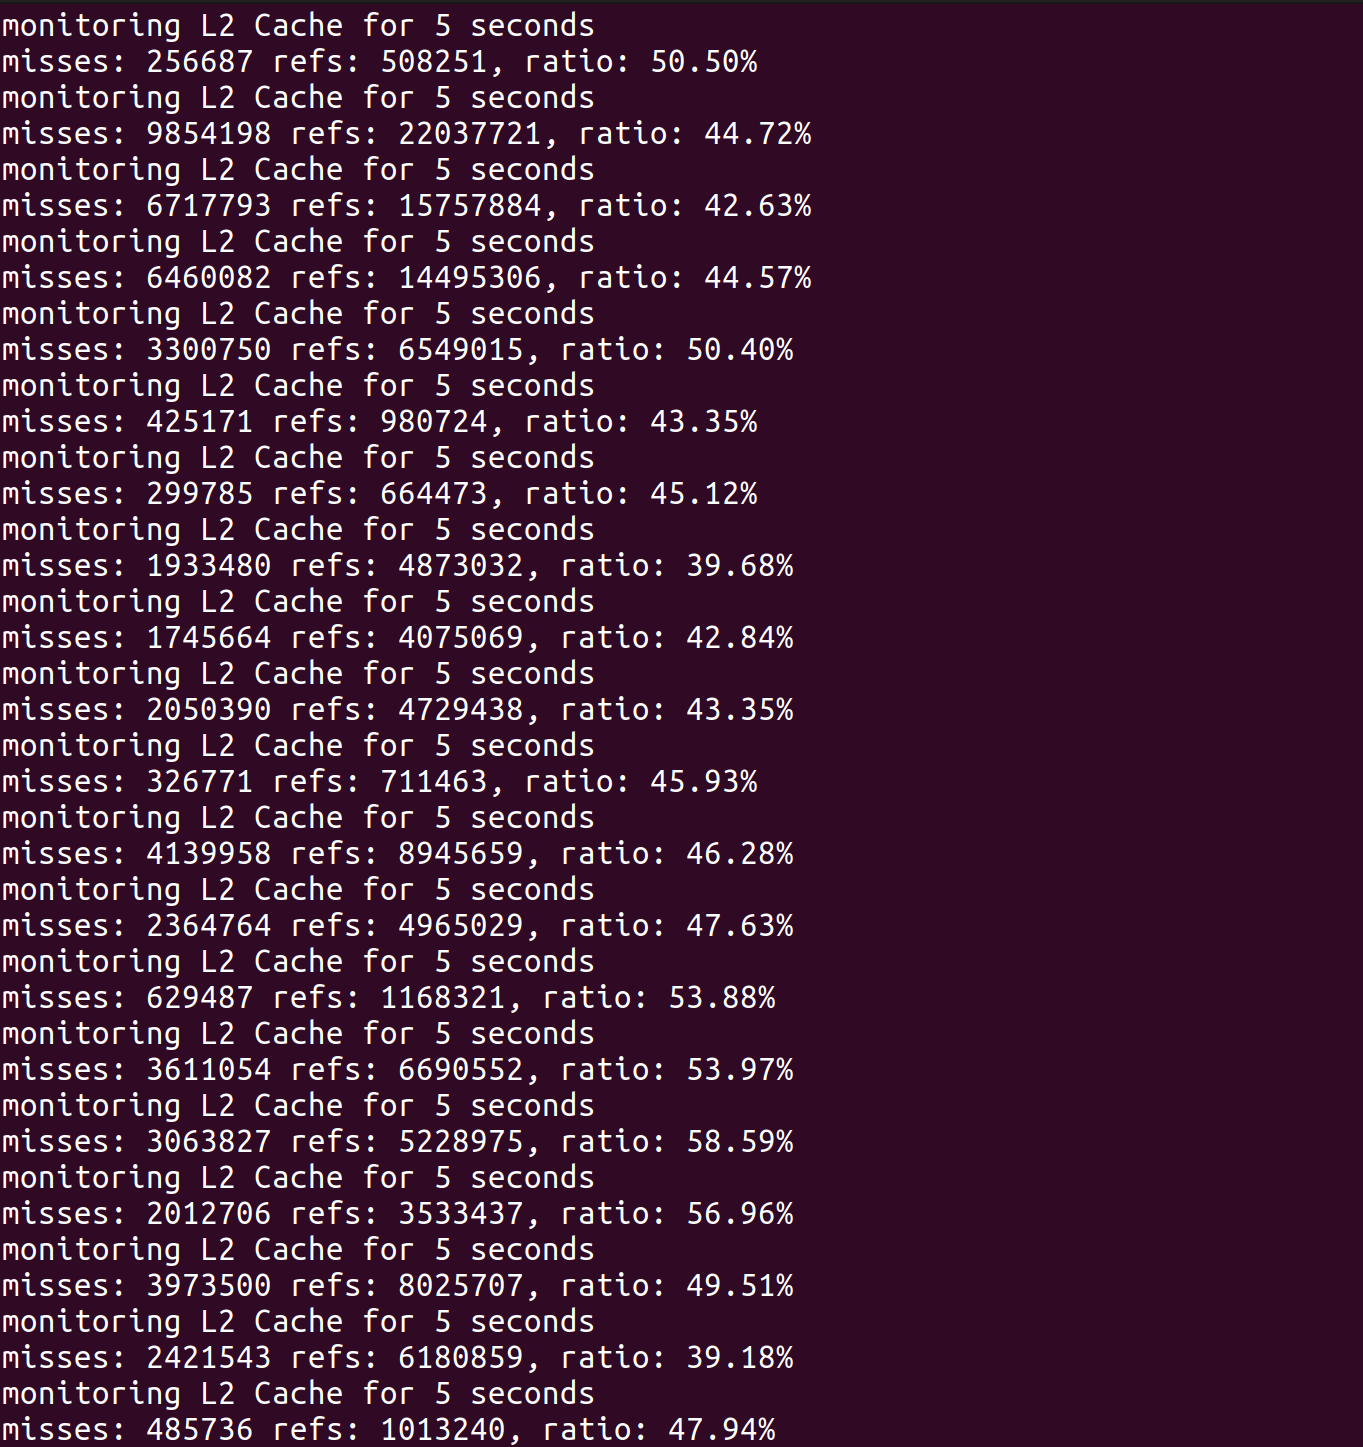 monitoring L2 Cache for 5 seconds
misses: 256687 refs: 508251, ratio: 50.50%
monitoring L2 Cache for 5 seconds
misses: 9854198 refs: 22037721, ratio: 44.72%
monitoring L2 Cache for 5 seconds
misses: 6717793 refs: 15757884, ratio: 42.63%
monitoring L2 Cache for 5 seconds
misses: 6460082 refs: 14495306, ratio: 44.57%
monitoring L2 Cache for 5 seconds
misses: 3300750 refs: 6549015, ratio: 50.40%
monitoring L2 Cache for 5 seconds
misses: 425171 refs: 980724, ratio: 43.35%
monitoring L2 Cache for 5 seconds
misses: 299785 refs: 664473, ratio: 45.12%
monitoring L2 Cache for 5 seconds
misses: 1933480 refs: 4873032, ratio: 39.68%
monitoring L2 Cache for 5 seconds
misses: 1745664 refs: 4075069, ratio: 42.84%
monitoring L2 Cache for 5 seconds
misses: 2050390 refs: 4729438, ratio: 43.35%
monitoring L2 Cache for 5 seconds
misses: 326771 refs: 711463, ratio: 45.93%
monitoring L2 Cache for 5 seconds
misses: 4139958 refs: 8945659, ratio: 46.28%
monitoring L2 Cache for 5 seconds
misses: 2364764 refs: 4965029, ratio: 47.63%
monitoring L2 Cache for 5 seconds
misses: 629487 refs: 1168321, ratio: 53.88%
monitoring L2 Cache for 5 seconds
misses: 3611054 refs: 6690552, ratio: 53.97%
monitoring L2 Cache for 5 seconds
misses: 3063827 refs: 5228975, ratio: 58.59%
monitoring L2 Cache for 5 seconds
misses: 2012706 refs: 3533437, ratio: 56.96%
monitoring L2 Cache for 5 seconds
misses: 3973500 refs: 8025707, ratio: 49.51%
monitoring L2 Cache for 5 seconds
misses: 2421543 refs: 6180859, ratio: 39.18%
monitoring L2 Cache for 5 seconds
misses: 485736 refs: 1013240, ratio: 47.94%